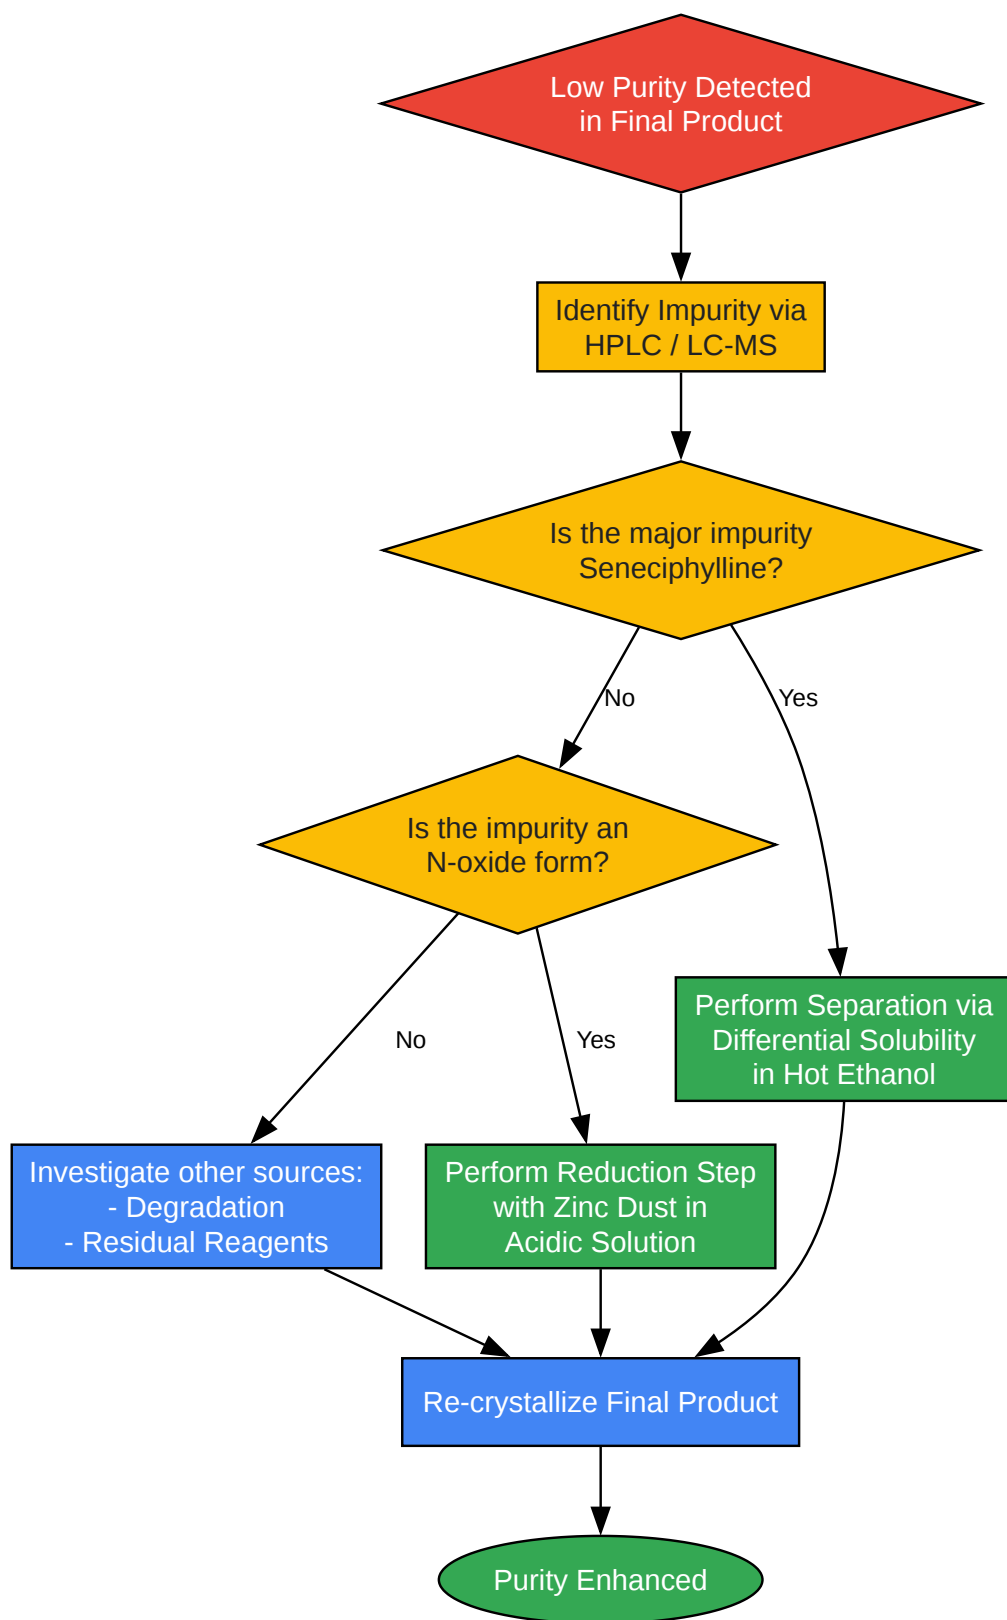 Low Purity Detected
in Final Product
Identify Impurity via
HPLC / LC-MS
Is the major impurity
Seneciphylline?
No
Yes
Is the impurity an
N-oxide form?
No
Yes
Perform Separation via
Differential Solubility
in Hot Ethanol
Investigate other sources:
- Degradation
- Residual Reagents
Perform Reduction Step
with Zinc Dust in
Acidic Solution
Re-crystallize Final Product
Purity Enhanced